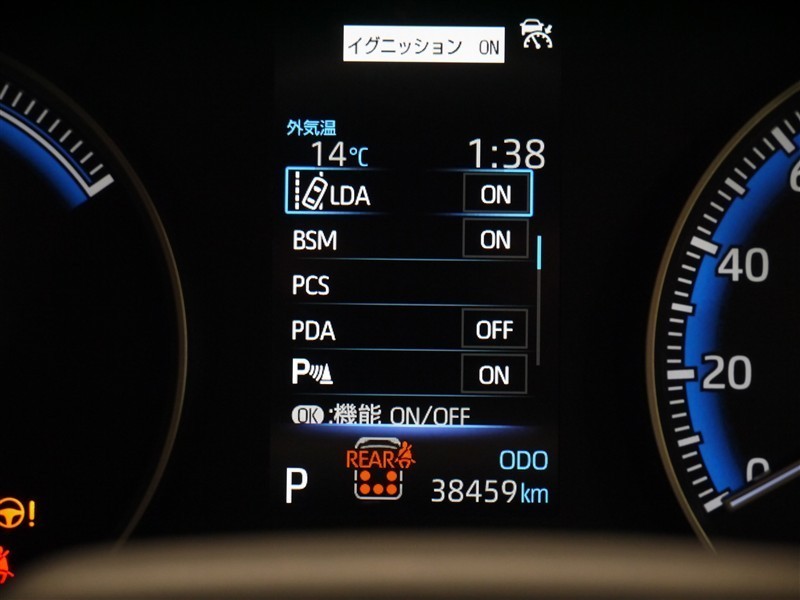 イグニッション ON
外気温
14℃ 1:38
LDA ON
BSM ON
PCS
PDA OFF
P ON
OK :機能 ON/OFF
REAR
ODO
P 38459km
!
40
20
0